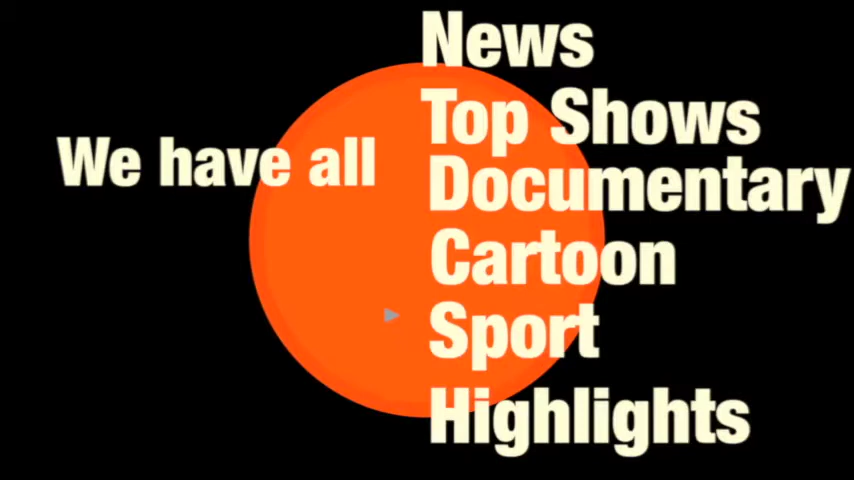 We have all
News
Top Shows
Documentary
Cartoon
Sport
Highlights